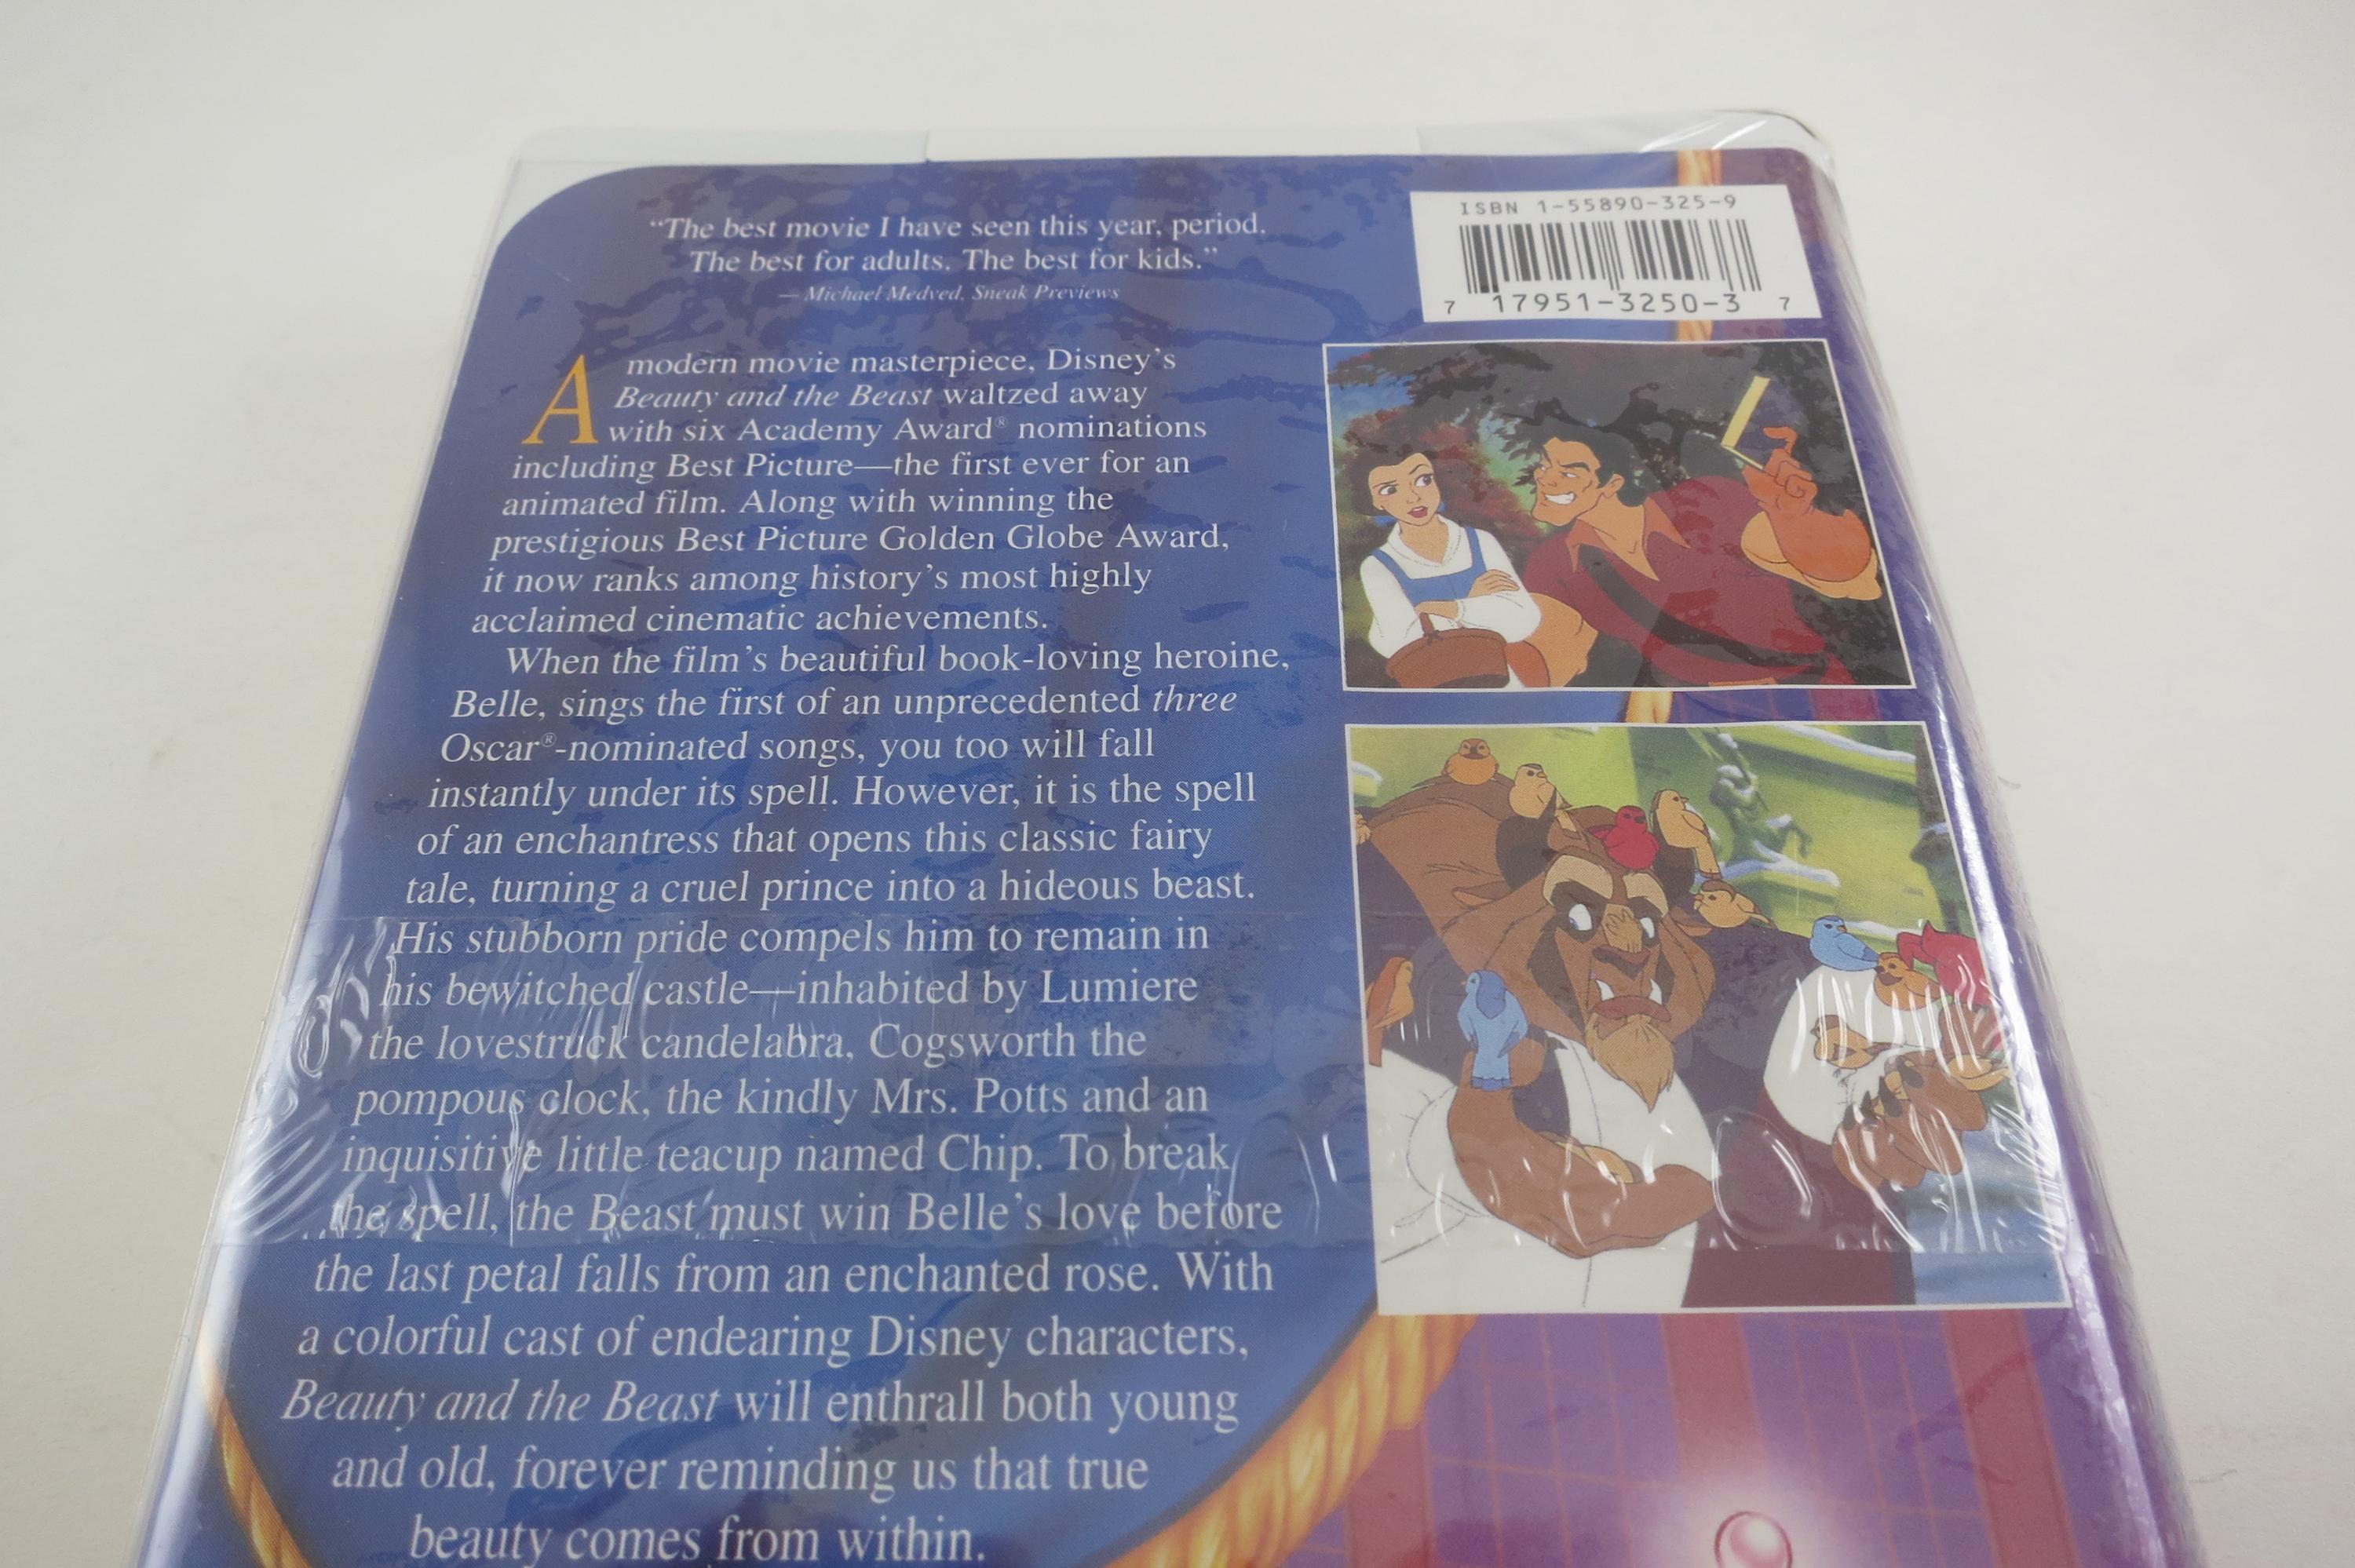 “The best movie I have seen this year, period.
The best for adults. The best for kids.”
— Michael Medved, Sneak Previews
A modern movie masterpiece, Disney’s
Beauty and the Beast waltzed away
with six Academy Award® nominations
including Best Picture—the first ever for an
animated film. Along with winning the
prestigious Best Picture Golden Globe Award,
it now ranks among history’s most highly
acclaimed cinematic achievements.
When the film’s beautiful book-loving heroine,
Belle, sings the first of an unprecedented three
Oscar®-nominated songs, you too will fall
instantly under its spell. However, it is the spell
of an enchantress that opens this classic fairy
tale, turning a cruel prince into a hideous beast.
His stubborn pride compels him to remain in
his bewitched castle—inhabited by Lumiere
the lovestruck candelabra, Cogsworth the
pompous clock, the kindly Mrs. Potts and an
inquisitive little teacup named Chip. To break
the spell, the Beast must win Belle’s love before
the last petal falls from an enchanted rose. With
a colorful cast of endearing Disney characters,
Beauty and the Beast will enthrall both young
and old, forever reminding us that true
beauty comes from within.
ISBN 1-55890-325-9
7 17951-3250-3 7